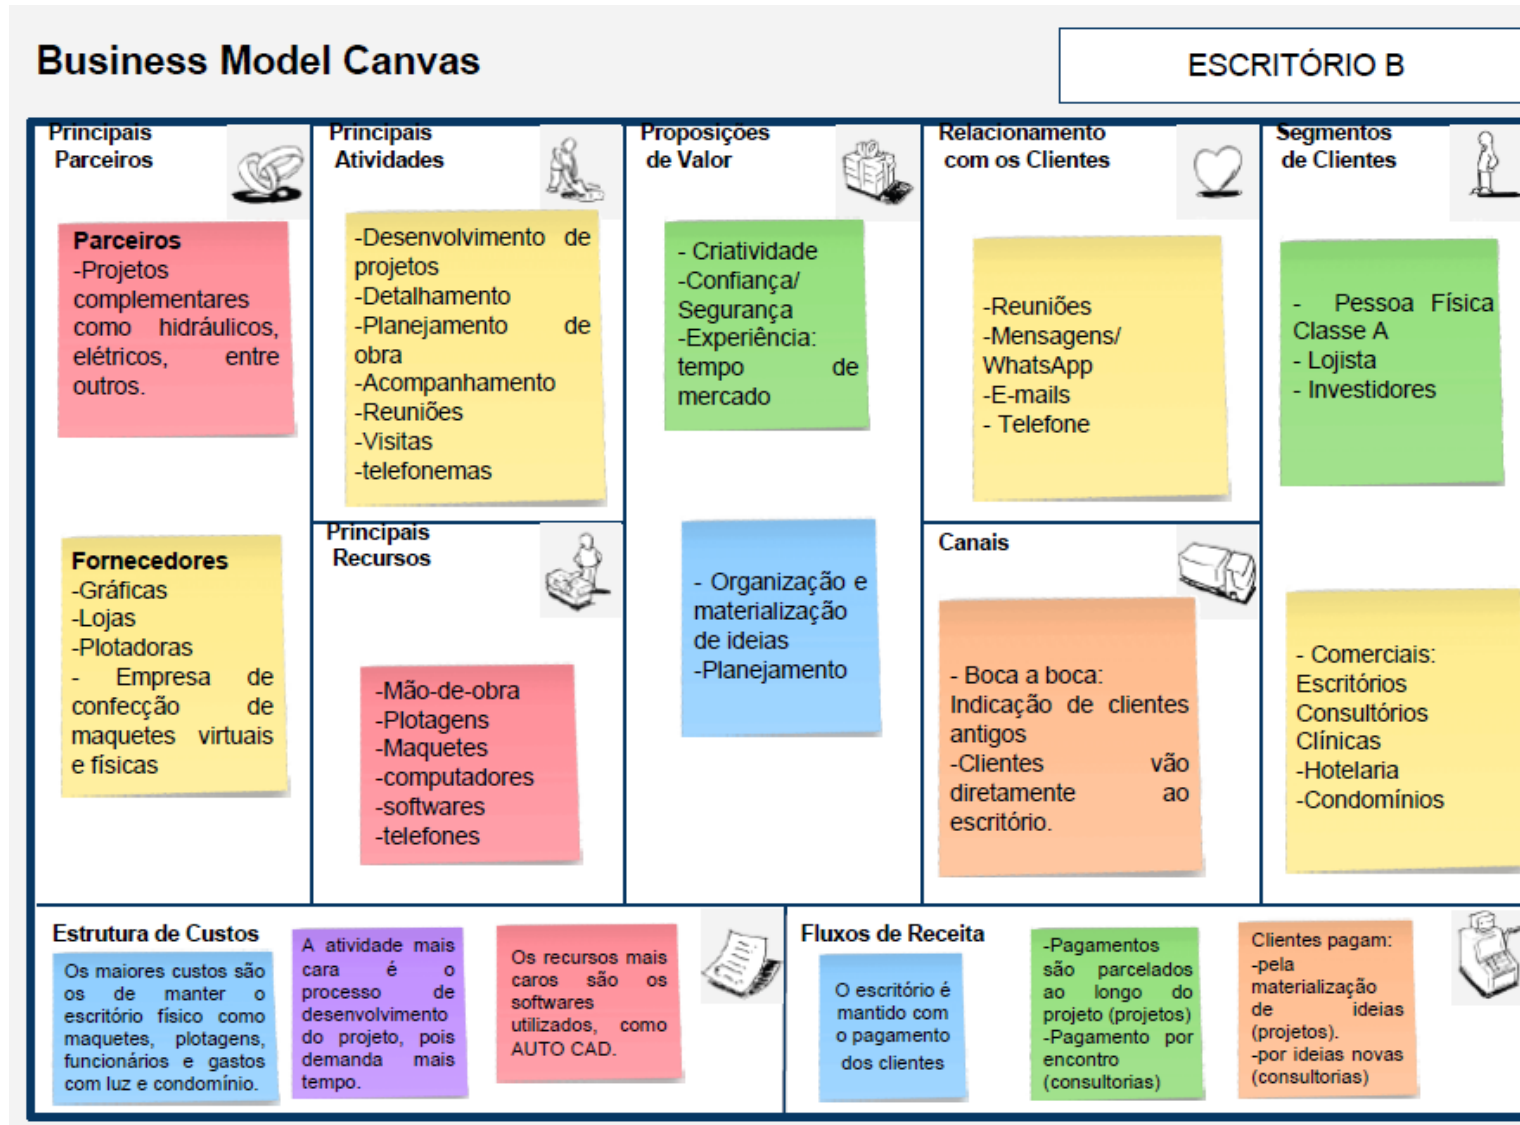 Business Model Canvas
ESCRITÓRIO B
Principais
Parceiros
Parceiros
-Projetos
complementares
como hidráulicos,
elétricos, entre
outros.
Fornecedores
-Gráficas
-Lojas
-Plotadoras
- Empresa de
confecção de
maquetes virtuais
e físicas
Principais
Atividades
-Desenvolvimento de
projetos
-Detalhamento
-Planejamento de
obra
-Acompanhamento
-Reuniões
-Visitas
-telefonemas
Principais
Recursos
-Mão-de-obra
-Plotagens
-Maquetes
-computadores
-softwares
-telefones
Proposições
de Valor
- Criatividade
-Confiança/
Segurança
-Experiência:
tempo de
mercado
- Organização e
materialização
de ideias
-Planejamento
Relacionamento
com os Clientes
-Reuniões
-Mensagens/
WhatsApp
-E-mails
- Telefone
Canais
- Boca a boca:
Indicação de clientes
antigos
-Clientes vão
diretamente ao
escritório.
Segmentos
de Clientes
- Pessoa Física
Classe A
- Lojista
- Investidores
- Comerciais:
Escritórios
Consultórios
Clínicas
-Hotelaria
-Condomínios
Estrutura de Custos
Os maiores custos são
os de manter o
escritório físico como
maquetes, plotagens,
funcionários e gastos
com luz e condomínio.
A atividade mais
cara é o
processo de
desenvolvimento
do projeto, pois
demanda mais
tempo.
Os recursos mais
caros são os
softwares
utilizados, como
AUTO CAD.
Fluxos de Receita
O escritório é
mantido com
o pagamento
dos clientes
-Pagamentos
são parcelados
ao longo do
projeto (projetos)
-Pagamento por
encontro
(consultorias)
Clientes pagam:
-pela
materialização
de ideias
(projetos).
-por ideias novas
(consultorias)